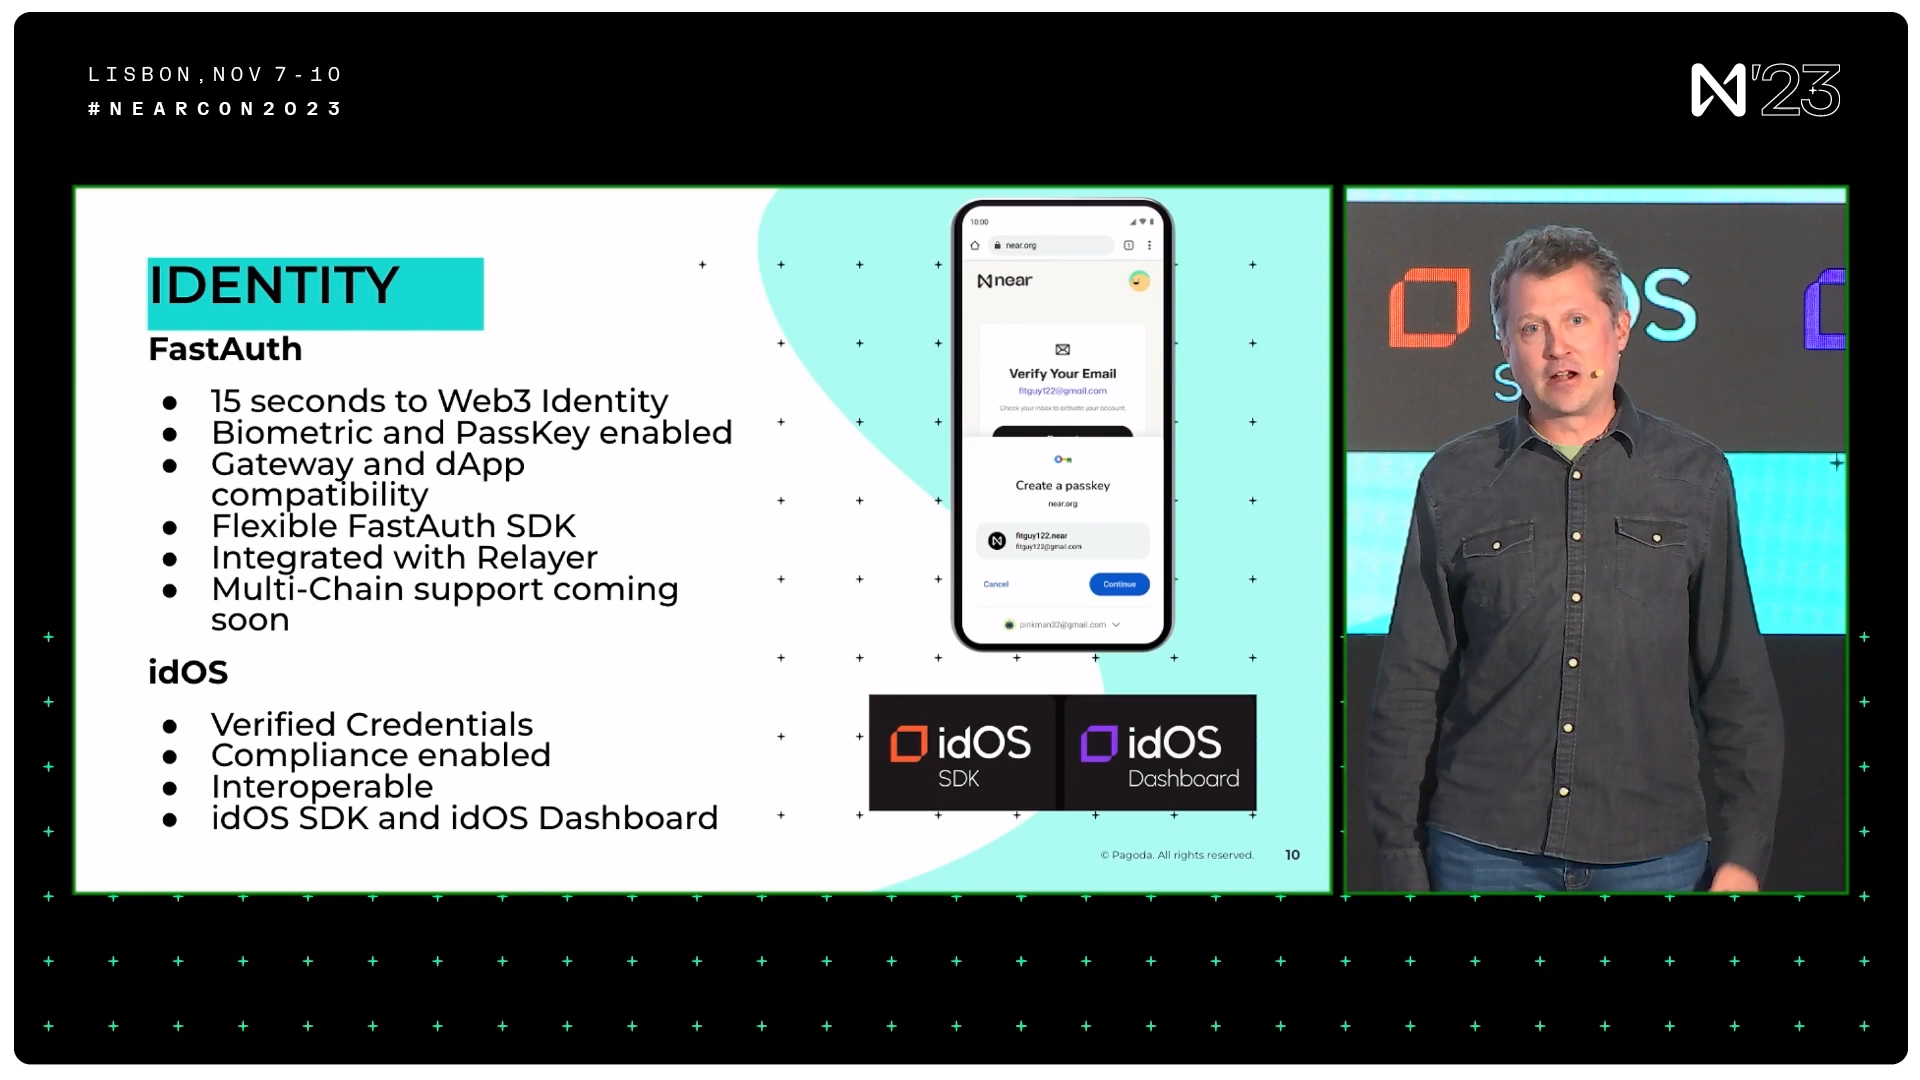 LISBON, NOV 7-10
#NEARCON2023
N'23
IDENTITY
FastAuth
● 15 seconds to Web3 Identity
● Biometric and PassKey enabled
● Gateway and dApp
compatibility
● Flexible FastAuth SDK
● Integrated with Relayer
● Multi-Chain support coming
soon
idOS
● Verified Credentials
● Compliance enabled
● Interoperable
● idOS SDK and idOS Dashboard
10:00
near.org
near
Verify Your Email
fitguy122@gmail.com
Check your inbox to activate your account.
Create a passkey
near.org
fitguy122.near
fitguy122@gmail.com
Cancel
Continue
pinkman32@gmail.com
idOS
SDK
idOS
Dashboard
© Pagoda. All rights reserved.
10